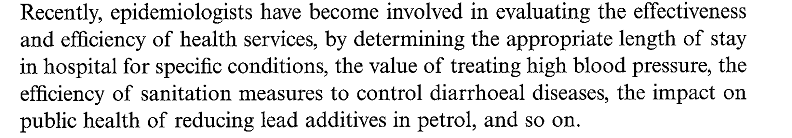 Recently, epidemiologists have become involved in evaluating the effectiveness
and efficiency of health services, by determining the appropriate length of stay
in hospital for specific conditions, the value of treating high blood pressure, the
efficiency of sanitation measures to control diarrhoeal diseases, the impact on
public health of reducing lead additives in petrol, and so on.